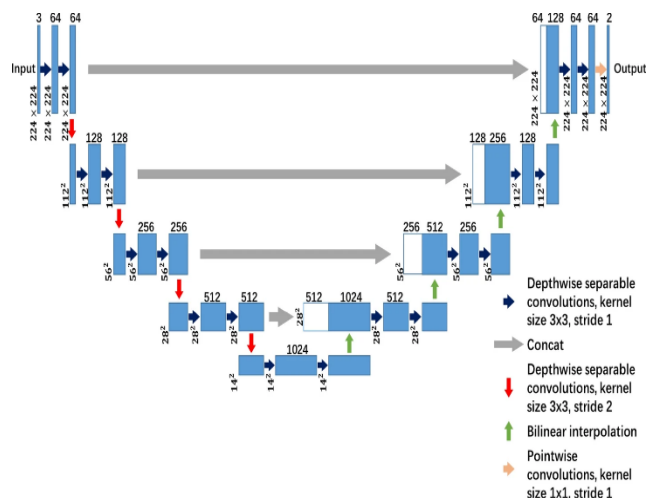 3 64 64
Input
224 × 224
224 × 224
224 × 224
64 128 64 64 2
Output
224 × 224
224 × 224
224 × 224
224 × 224
128 128
112²
112²
112²
128 256 128
112²
112²
112²
256 256
56²
56²
56²
256 512 256
56²
56²
56²
512 512
28²
28²
28²
512 1024 512
28²
28²
28²
1024
14²
14²
14²
Depthwise separable
convolutions, kernel
size 3x3, stride 1
Concat
Depthwise separable
convolutions, kernel
size 3x3, stride 2
Bilinear interpolation
Pointwise
convolutions, kernel
size 1x1, stride 1